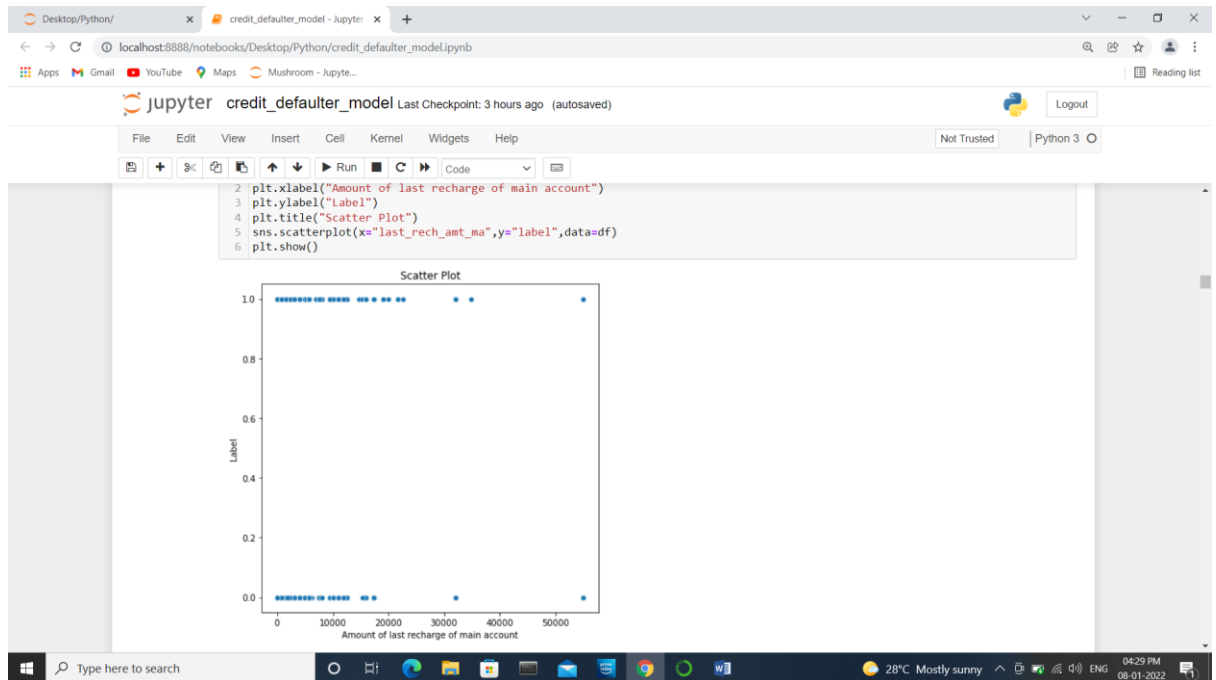 Desktop/Python/
credit_defaulter_model - Jupyter
localhost:8888/notebooks/Desktop/Python/credit_defaulter_model.ipynb
Apps Gmail YouTube Maps Mushroom - Jupyte... Reading list
jupyter credit_defaulter_model Last Checkpoint: 3 hours ago (autosaved) Logout
File Edit View Insert Cell Kernel Widgets Help Not Trusted Python 3
Run Code
2 plt.xlabel("Amount of last recharge of main account")
3 plt.ylabel("Label")
4 plt.title("Scatter Plot")
5 sns.scatterplot(x="last_rech_amt_ma",y="label",data=df)
6 plt.show()
Scatter Plot
1.0
0.8
0.6
Label
0.4
0.2
0.0
0 10000 20000 30000 40000 50000
Amount of last recharge of main account
Type here to search 28°C Mostly sunny ENG 04:29 PM
08-01-2022